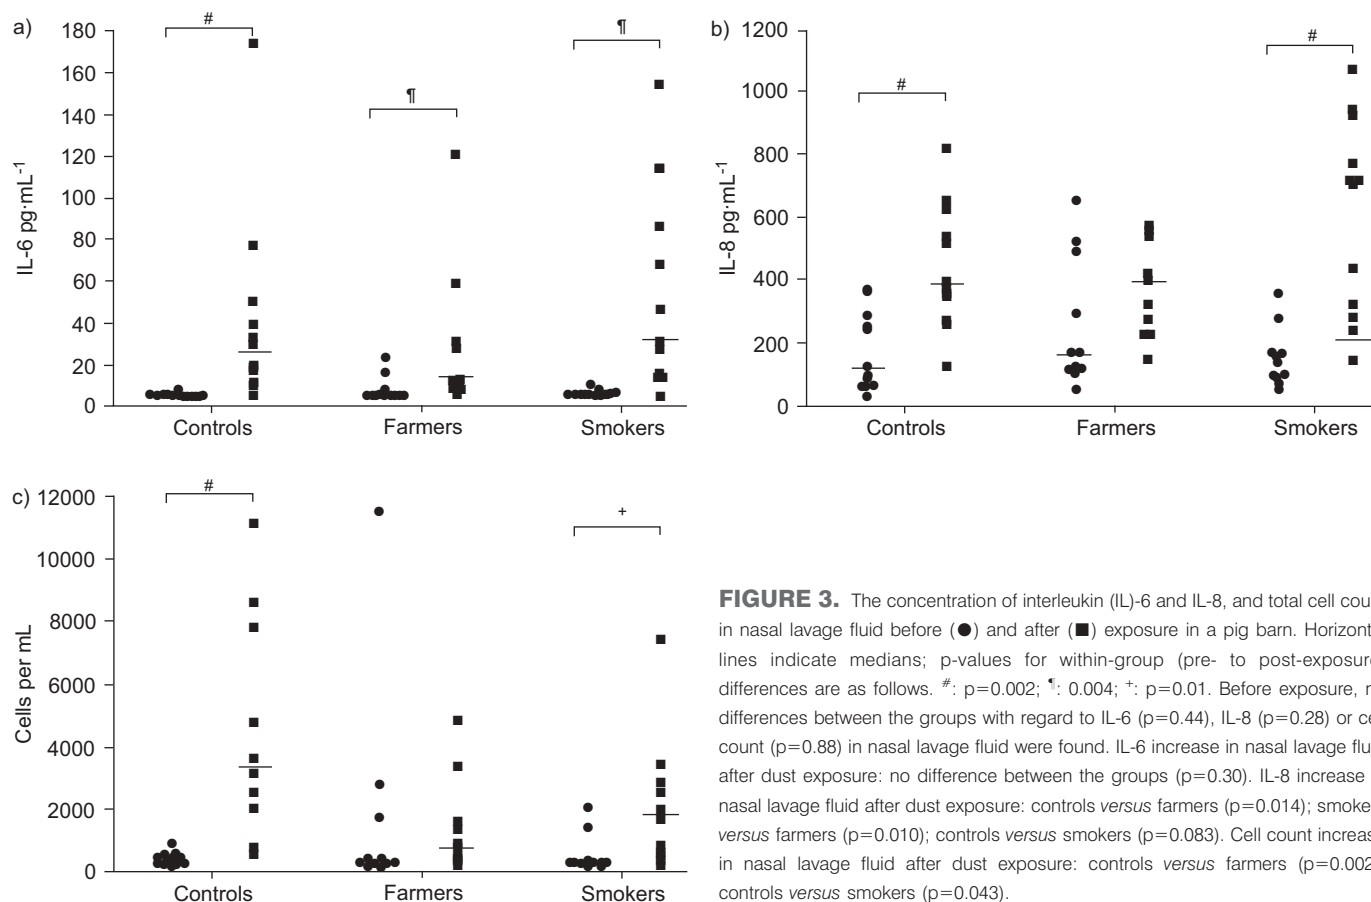 a)
#
¶
¶
180
160
140
120
100
80
60
40
20
0
IL-6 pg·mL⁻¹
Controls Farmers Smokers
b)
#
#
1200
1000
800
600
400
200
0
IL-8 pg·mL⁻¹
Controls Farmers Smokers
c)
#
+
12000
10000
8000
6000
4000
2000
0
Cells per mL
Controls Farmers Smokers
FIGURE 3. The concentration of interleukin (IL)-6 and IL-8, and total cell
in nasal lavage fluid before (●) and after (■) exposure in a pig barn.
lines indicate medians; p-values for within-group (pre- to
differences are as follows. #: p=0.002; ¶: 0.004; +: p=0.01. Before exposure,
differences between the groups with regard to IL-6 (p=0.44), IL-8 (p=0.28) or
count (p=0.88) in nasal lavage fluid were found. IL-6 increase in nasal lavage
after dust exposure: no difference between the groups (p=0.30). IL-8 increase
nasal lavage fluid after dust exposure: controls versus farmers (p=0.014);
versus farmers (p=0.010); controls versus smokers (p=0.083). Cell count
in nasal lavage fluid after dust exposure: controls versus farmers (p=0.002
controls versus smokers (p=0.043).